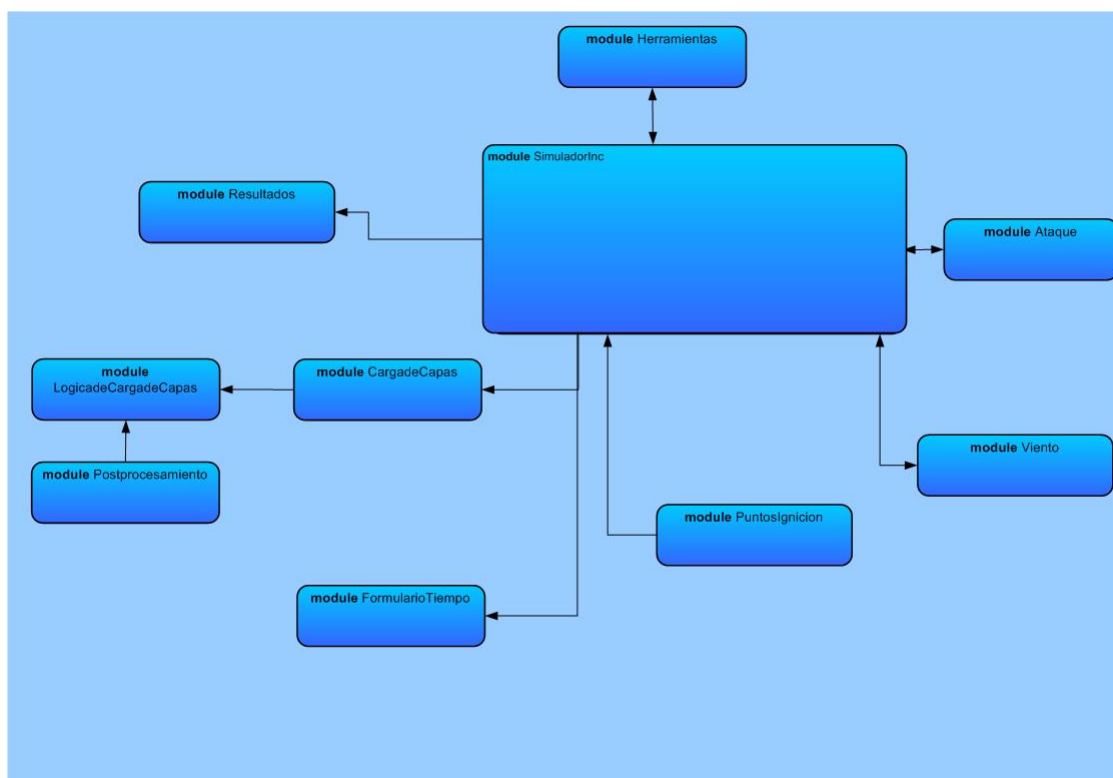 module Herramientas
module SimuladorInc
module Resultados
module Ataque
module
LogicadeCargadeCapas
module CargadeCapas
module Viento
module Postprocesamiento
module PuntosIgnicion
module FormularioTiempo